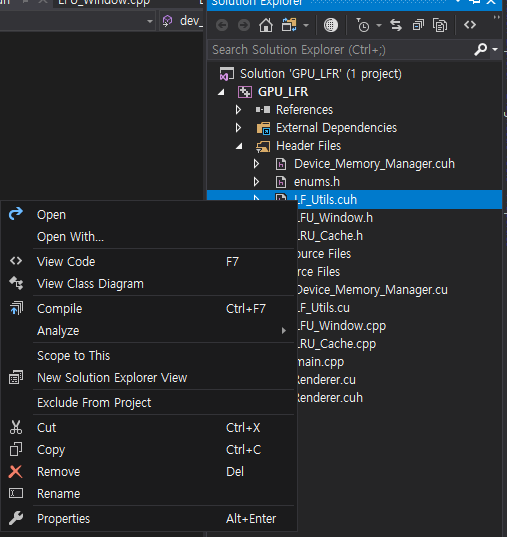 LFU_Window.cpp
Solution Explorer
dev_
Search Solution Explorer (Ctrl+;)
Solution 'GPU_LFR' (1 project)
GPU_LFR
References
External Dependencies
Header Files
Device_Memory_Manager.cuh
enums.h
LF_Utils.cuh
LFU_Window.h
LRU_Cache.h
ource Files
rce Files
Device_Memory_Manager.cu
LF_Utils.cu
LFU_Window.cpp
LRU_Cache.cpp
main.cpp
Renderer.cu
Renderer.cuh
Open
Open With...
View Code F7
View Class Diagram
Compile Ctrl+F7
Analyze
Scope to This
New Solution Explorer View
Exclude From Project
Cut Ctrl+X
Copy Ctrl+C
Remove Del
Rename
Properties Alt+Enter